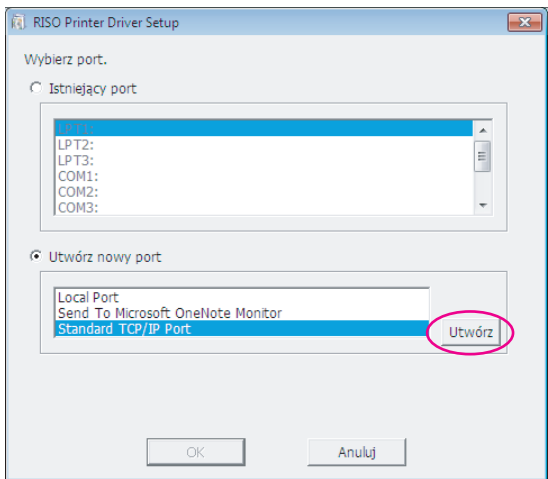 RISO Printer Driver Setup
Wybierz port.
Istniejący port
LPT1:
LPT2:
LPT3:
COM1:
COM2:
COM3:
Utwórz nowy port
Local Port
Send To Microsoft OneNote Monitor
Standard TCP/IP Port
Utwórz
OK
Anuluj